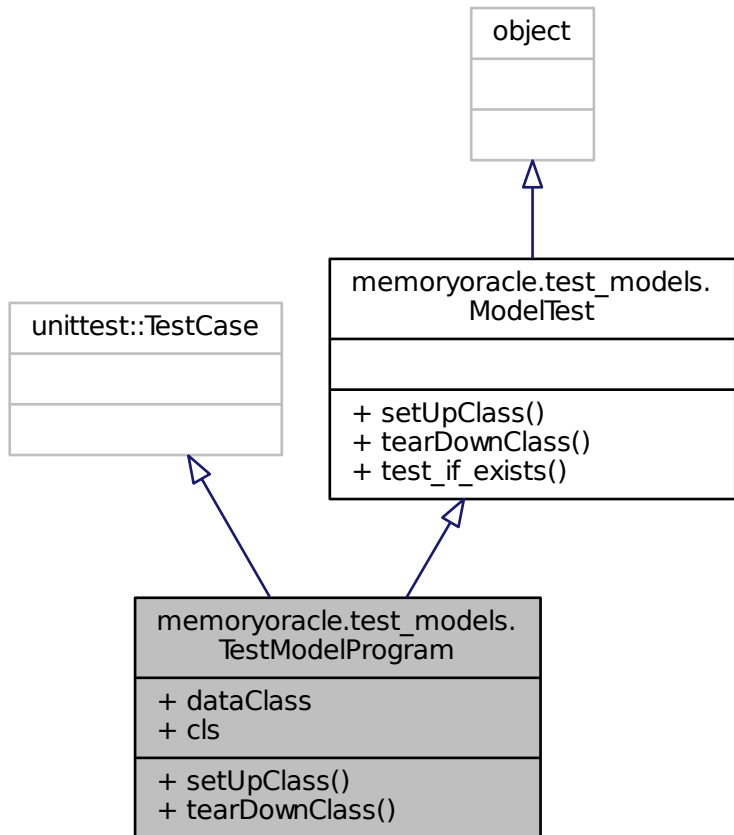 object
memoryoracle.test_models.
ModelTest
+ setUpClass()
+ tearDownClass()
+ test_if_exists()
unittest::TestCase
memoryoracle.test_models.
TestModelProgram
+ dataClass
+ cls
+ setUpClass()
+ tearDownClass()